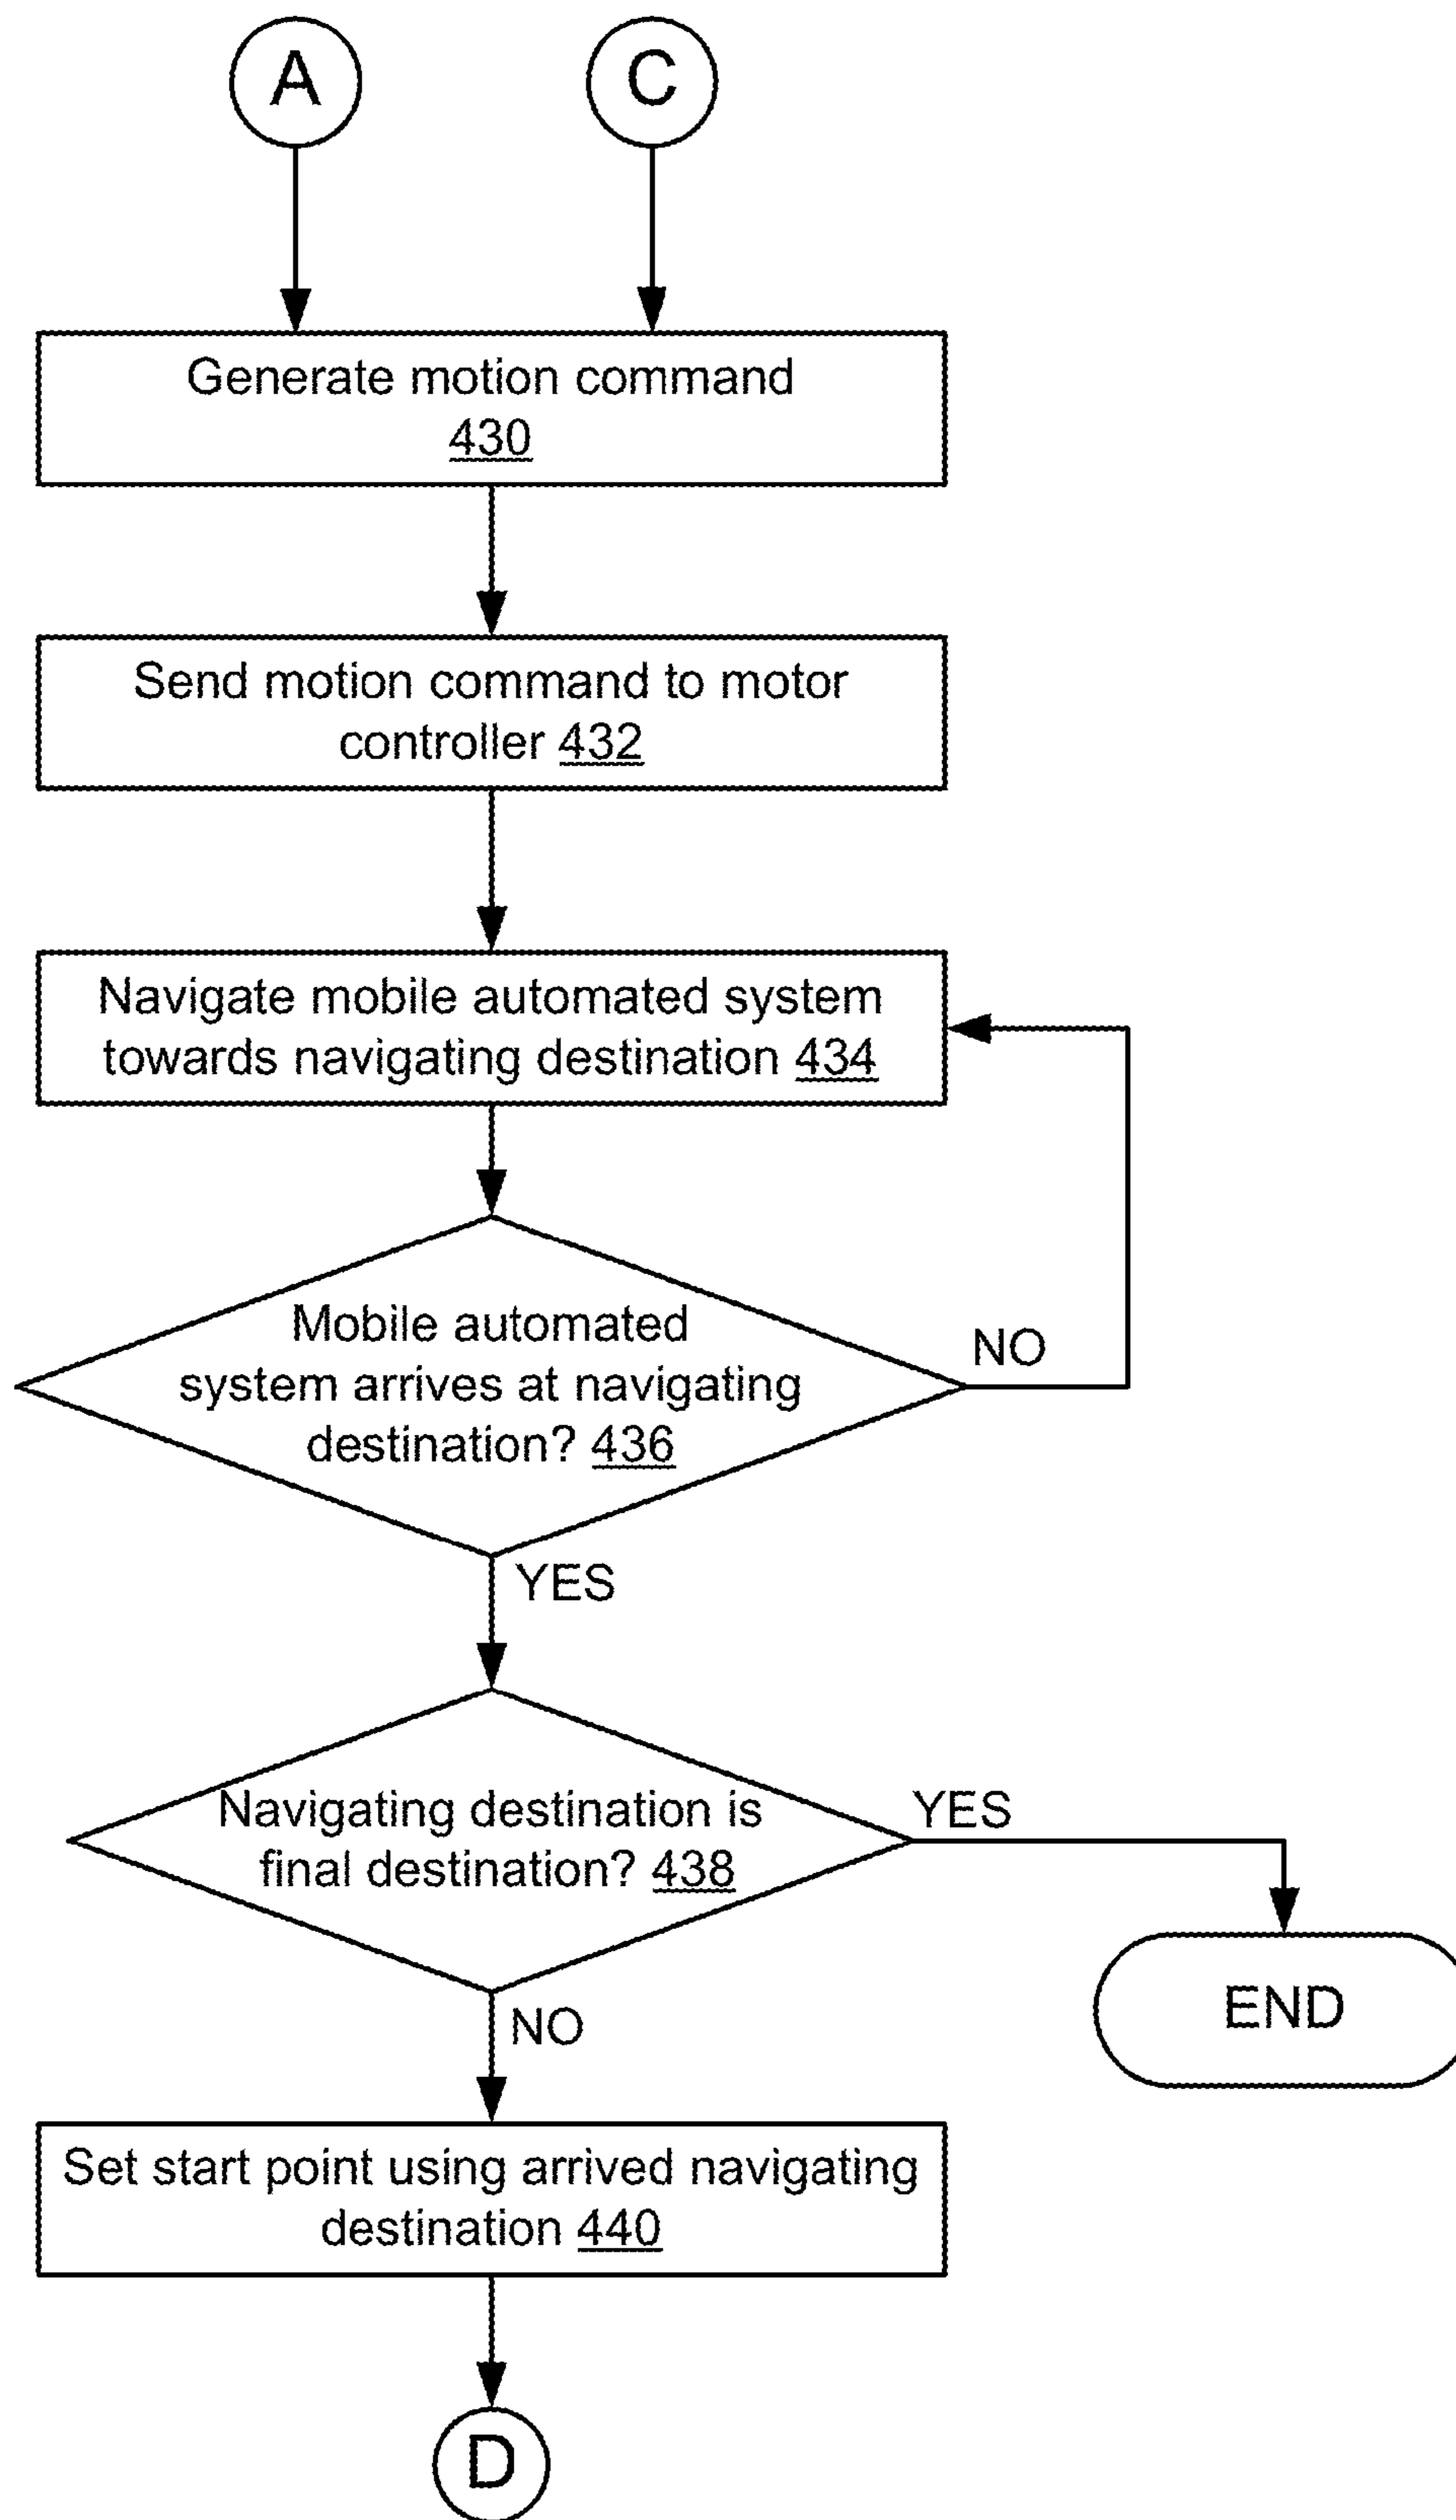 A
C
Generate motion command
430
Send motion command to motor
controller 432
Navigate mobile automated system
towards navigating destination 434
Mobile automated
system arrives at navigating
destination? 436
NO
YES
Navigating destination is
final destination? 438
YES
END
NO
Set start point using arrived navigating
destination 440
D